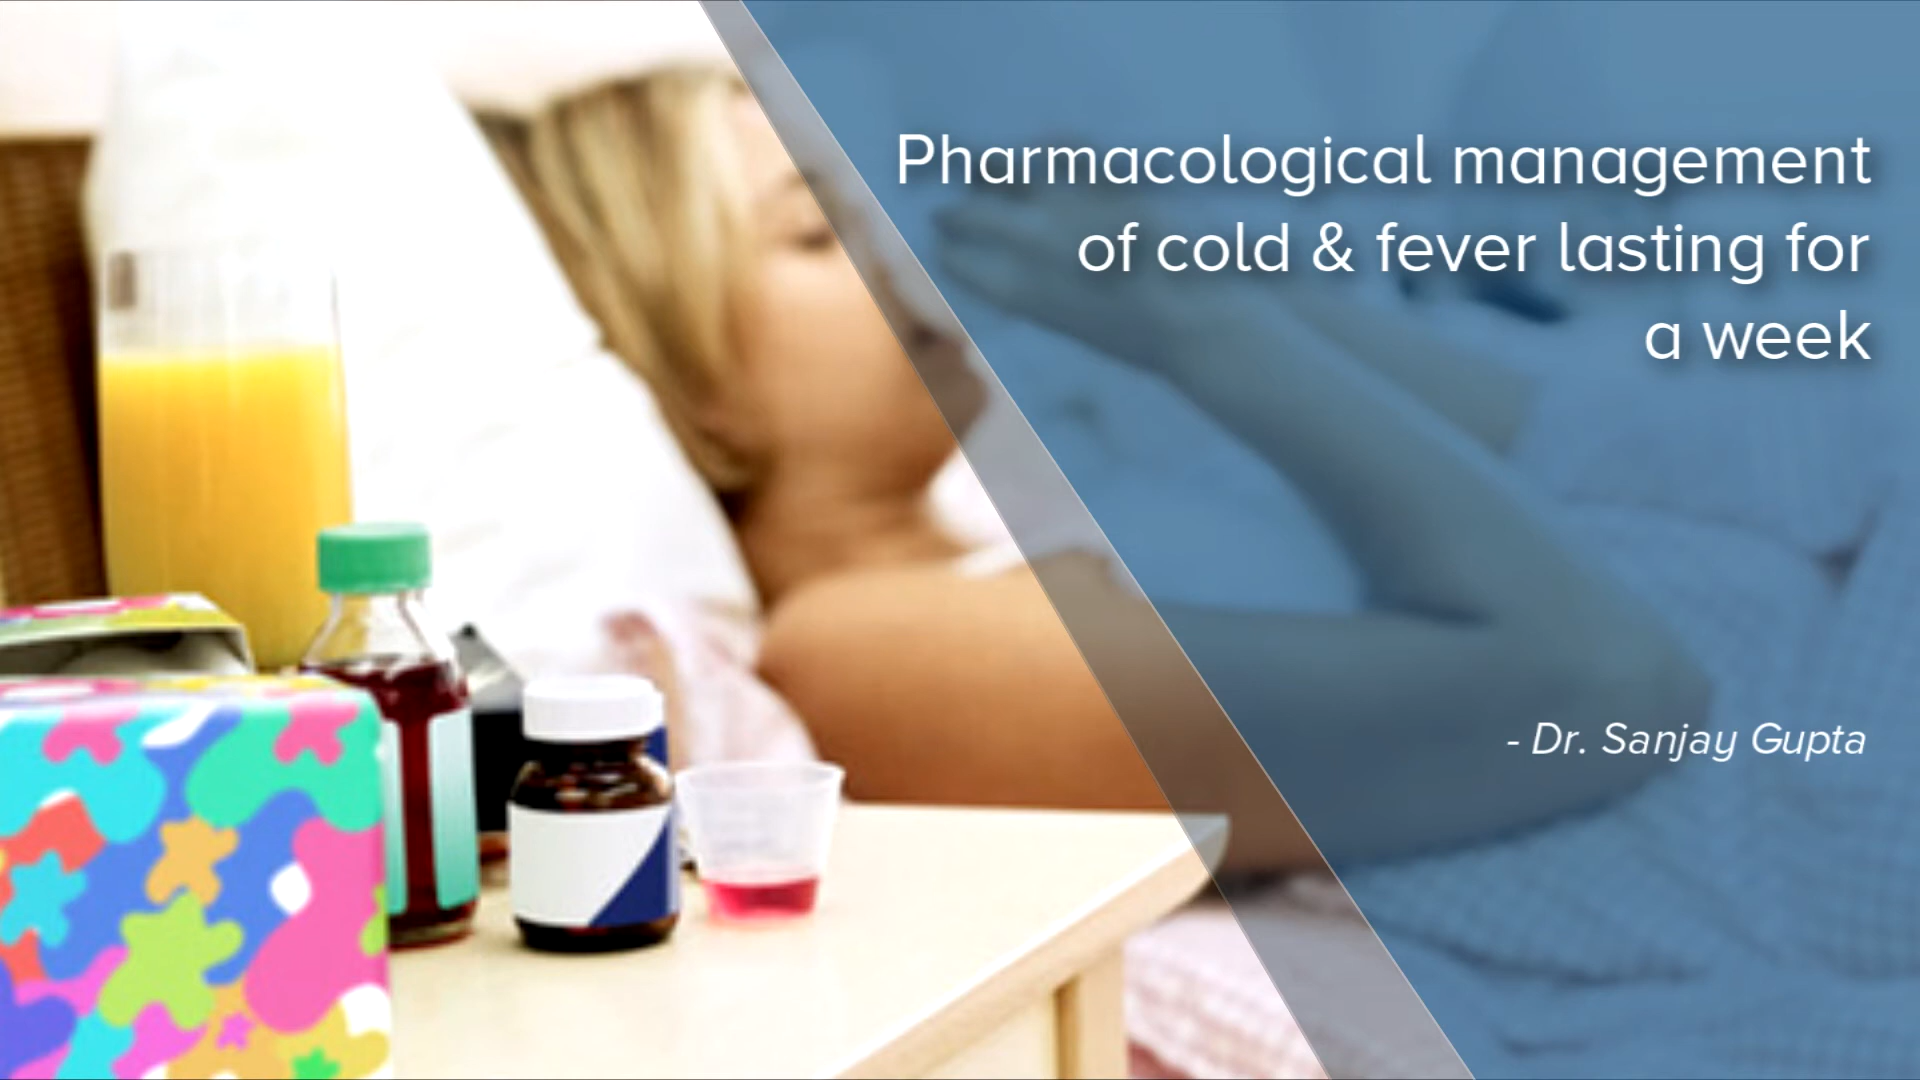 Pharmacological management
of cold & fever lasting for
a week
- Dr. Sanjay Gupta